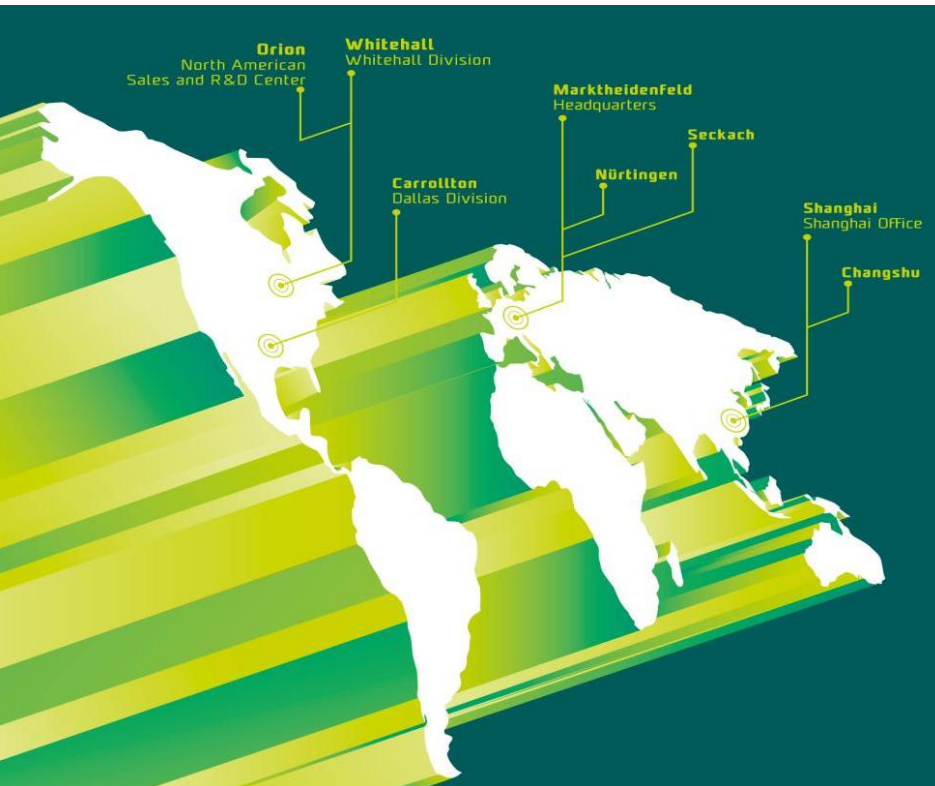 Orion
North American
Sales and R&D Center
Whitehall
Whitehall Division
Marktheidenfeld
Headquarters
Seckach
Nürtingen
Carrollton
Dallas Division
Shanghai
Shanghai Office
Changshu